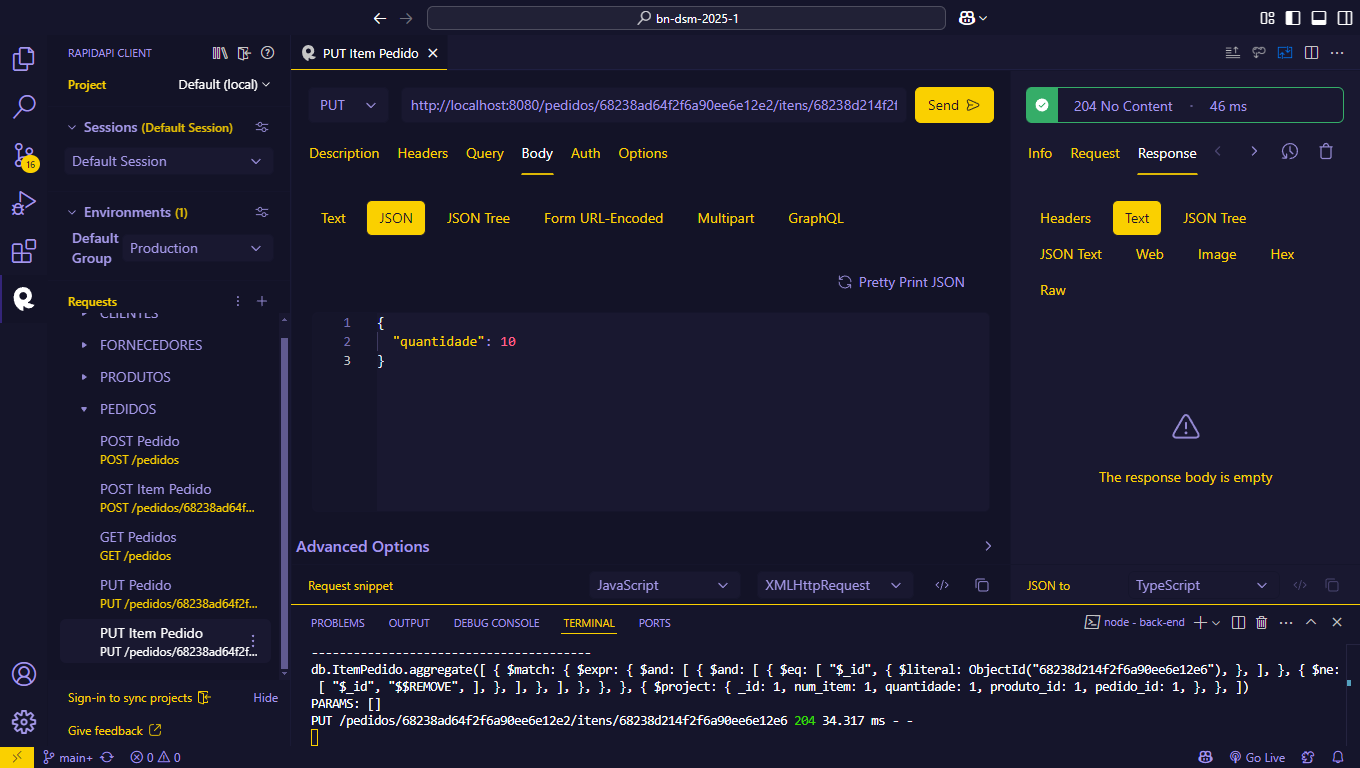 bn-dsm-2025-1
RAPIDAPI CLIENT
Project
Default (local)
Sessions (Default Session)
Default Session
Environments (1)
Default Group
Production
Requests
CLIENTES
FORNECEDORES
PRODUTOS
PEDIDOS
POST Pedido
POST /pedidos
POST Item Pedido
POST /pedidos/68238ad64f...
GET Pedidos
GET /pedidos
PUT Pedido
PUT /pedidos/68238ad64f2f...
PUT Item Pedido
PUT /pedidos/68238ad64f2f...
Sign-in to sync projects
Hide
Give feedback
16
PUT Item Pedido
PUT
http://localhost:8080/pedidos/68238ad64f2f6a90ee6e12e2/itens/68238d214f2f
Send
Description Headers Query Body Auth Options
Text JSON JSON Tree Form URL-Encoded Multipart GraphQL
Pretty Print JSON
1 {
2 "quantidade": 10
3 }
Advanced Options
Request snippet
JavaScript
XMLHttpRequest
204 No Content · 46 ms
Info Request Response
Headers Text JSON Tree
JSON Text Web Image Hex
Raw
The response body is empty
JSON to
TypeScript
PROBLEMS OUTPUT DEBUG CONSOLE TERMINAL PORTS
node - back-end
----------------------------------------
db.ItemPedido.aggregate([ { $match: { $expr: { $and: [ { $and: [ { $eq: [ "$_id", { $literal: ObjectId("68238d214f2f6a90ee6e12e6"), }, ], }, { $ne:
[ "$_id", "$$REMOVE", ], }, ], }, ], }, }, }, { $project: { _id: 1, num_item: 1, quantidade: 1, produto_id: 1, pedido_id: 1, }, }, ])
PARAMS: []
PUT /pedidos/68238ad64f2f6a90ee6e12e2/itens/68238d214f2f6a90ee6e12e6 204 34.317 ms - -
main+
0 0
Go Live